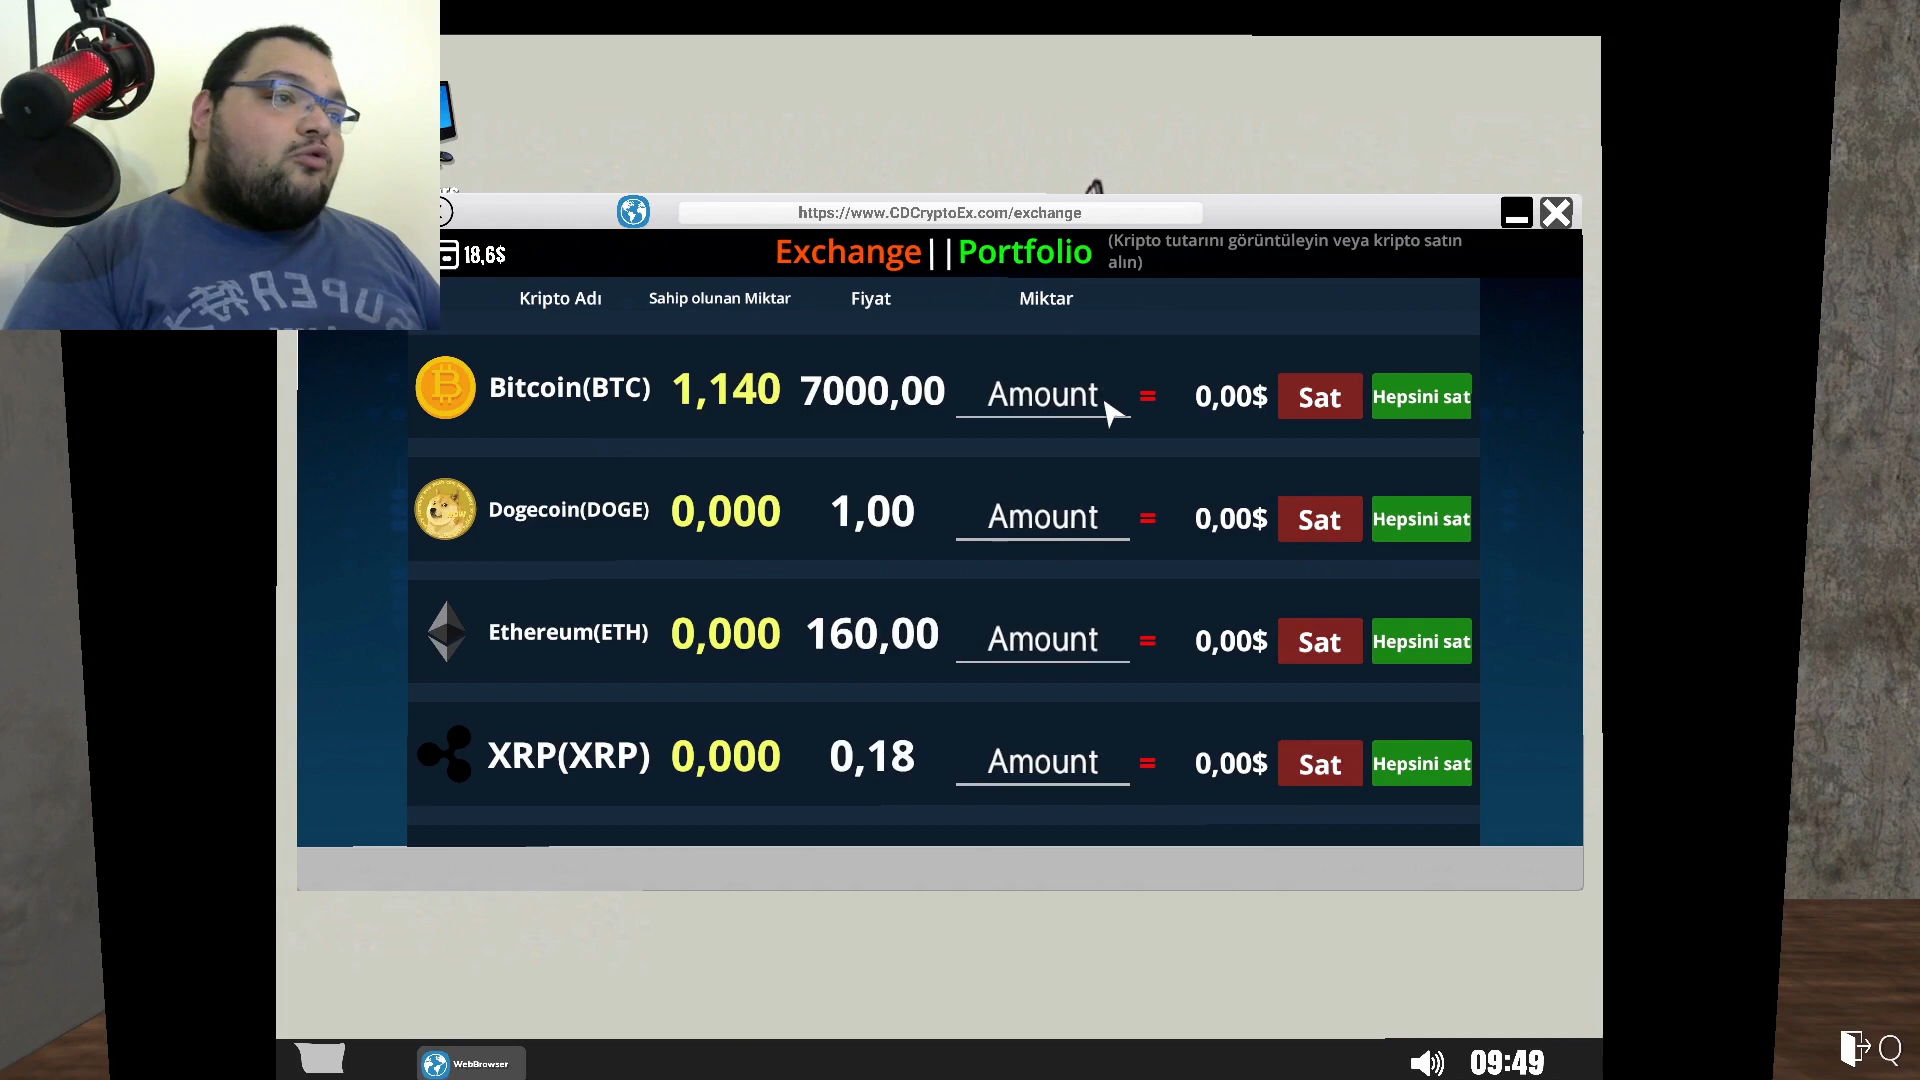 https://www.CDCryptoEx.com/exchange
18,6$
Exchange||Portfolio
(Kripto tutarını görüntüleyin veya kripto satın
alın)
Kripto Adı Sahip olunan Miktar Fiyat Miktar
Bitcoin(BTC) 1,140 7000,00 Amount = 0,00$ Sat Hepsini sat
Dogecoin(DOGE) 0,000 1,00 Amount = 0,00$ Sat Hepsini sat
Ethereum(ETH) 0,000 160,00 Amount = 0,00$ Sat Hepsini sat
XRP(XRP) 0,000 0,18 Amount = 0,00$ Sat Hepsini sat
WebBrowser
09:49
Q